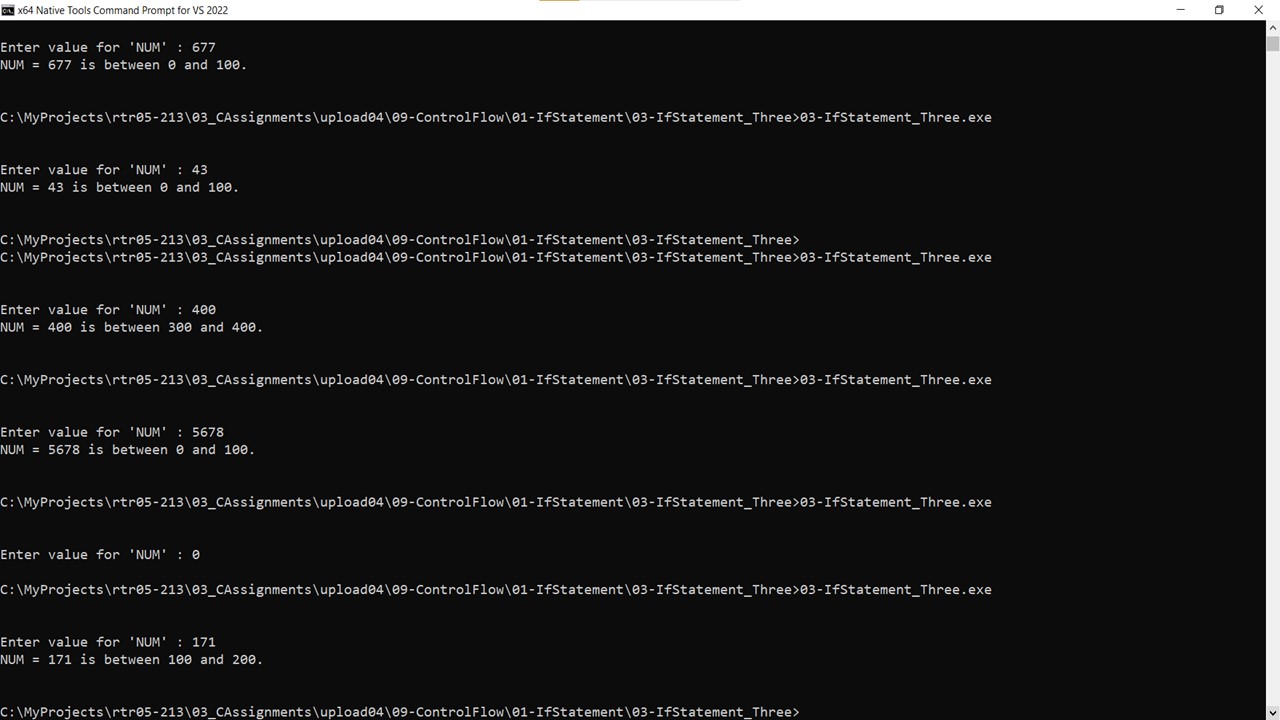 x64 Native Tools Command Prompt for VS 2022
Enter value for 'NUM' : 677
NUM = 677 is between 0 and 100.
C:\MyProjects\rtr05-213\03_CAssignments\upload04\09-ControlFlow\01-IfStatement\03-IfStatement_Three>03-IfStatement_Three.exe
Enter value for 'NUM' : 43
NUM = 43 is between 0 and 100.
C:\MyProjects\rtr05-213\03_CAssignments\upload04\09-ControlFlow\01-IfStatement\03-IfStatement_Three>
C:\MyProjects\rtr05-213\03_CAssignments\upload04\09-ControlFlow\01-IfStatement\03-IfStatement_Three>03-IfStatement_Three.exe
Enter value for 'NUM' : 400
NUM = 400 is between 300 and 400.
C:\MyProjects\rtr05-213\03_CAssignments\upload04\09-ControlFlow\01-IfStatement\03-IfStatement_Three>03-IfStatement_Three.exe
Enter value for 'NUM' : 5678
NUM = 5678 is between 0 and 100.
C:\MyProjects\rtr05-213\03_CAssignments\upload04\09-ControlFlow\01-IfStatement\03-IfStatement_Three>03-IfStatement_Three.exe
Enter value for 'NUM' : 0
C:\MyProjects\rtr05-213\03_CAssignments\upload04\09-ControlFlow\01-IfStatement\03-IfStatement_Three>03-IfStatement_Three.exe
Enter value for 'NUM' : 171
NUM = 171 is between 100 and 200.
C:\MyProjects\rtr05-213\03_CAssignments\upload04\09-ControlFlow\01-IfStatement\03-IfStatement_Three>